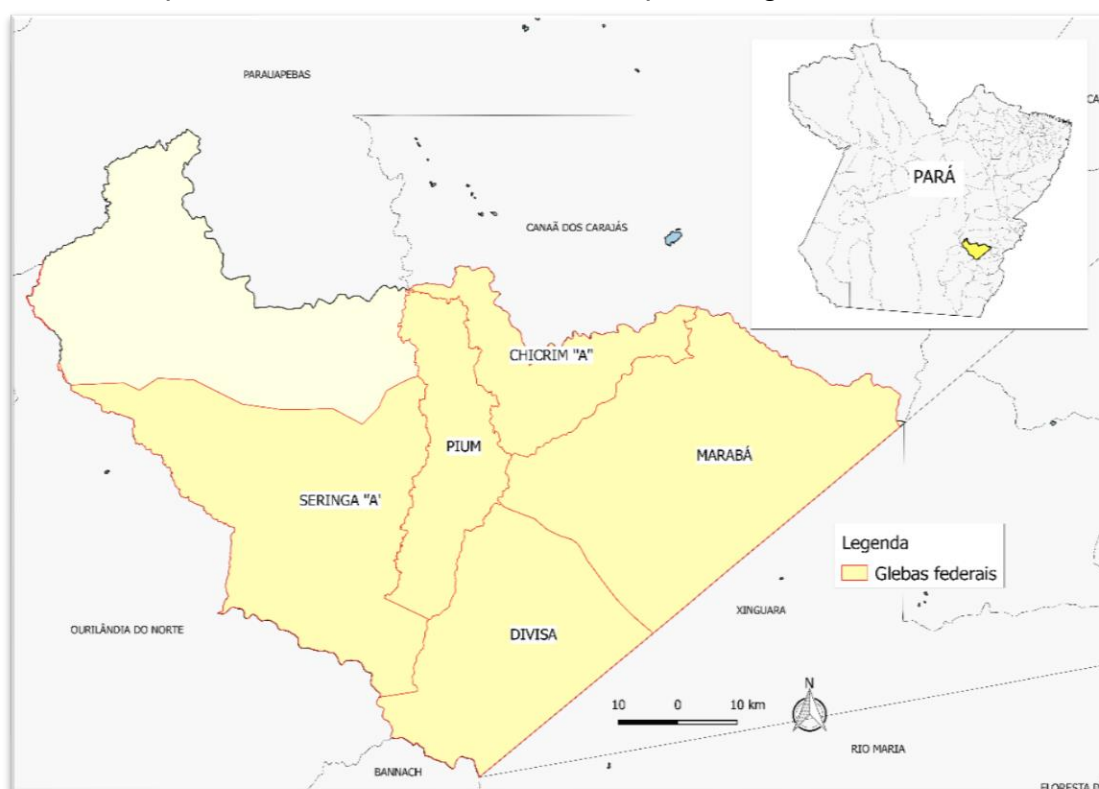 PARAUAPEBAS
CA
PARÁ
CANAÃ DOS CARAJÁS
CHICRIM "A"
PIUM
MARABÁ
SERINGA "A'
Legenda
Glebas federais
XINGUARA
OURILÂNDIA DO NORTE
DIVISA
N
10 0 10 km
RIO MARIA
BANNACH
FLORESTA D